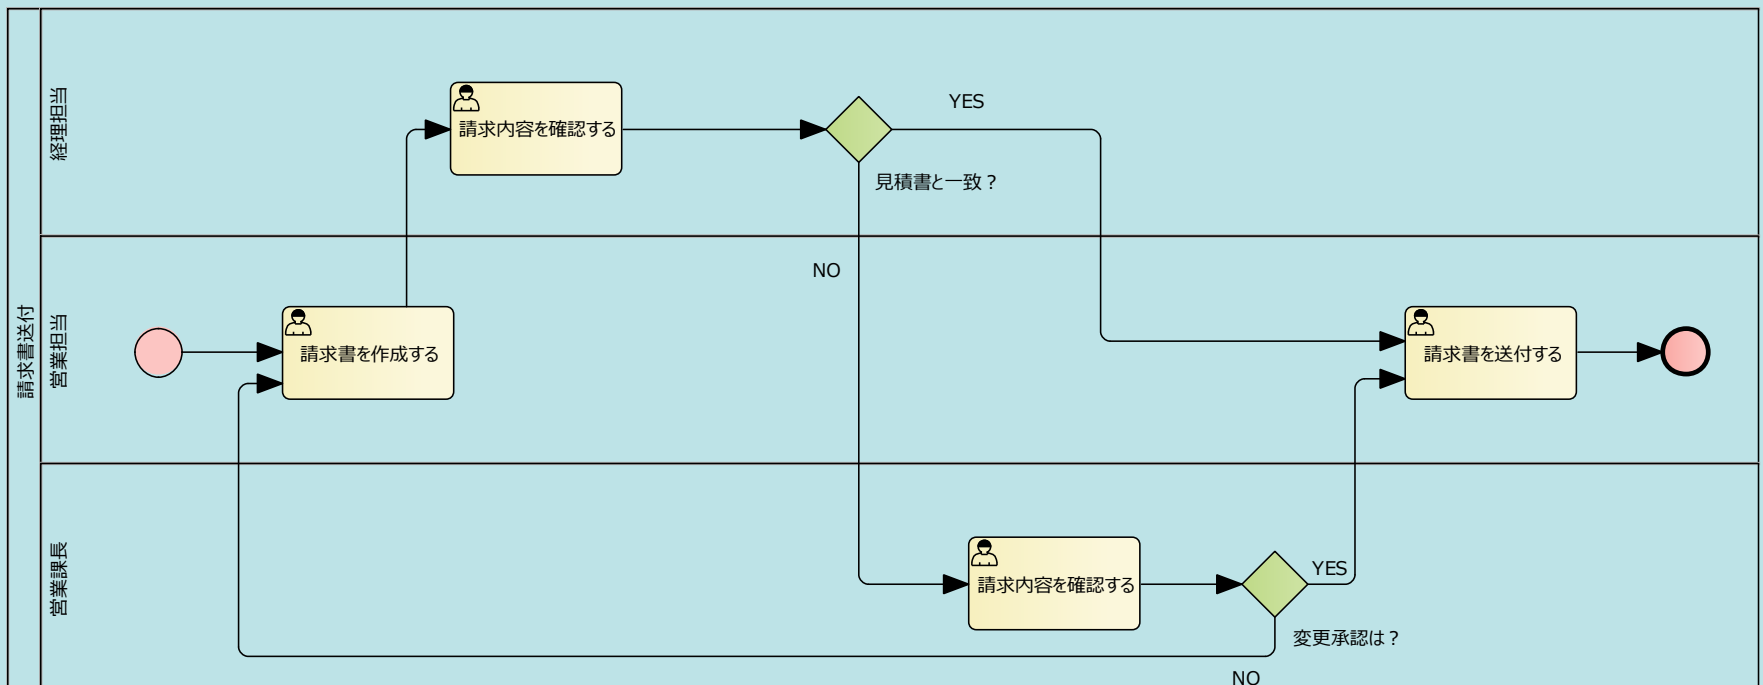 請求書送付
経理担当
請求内容を確認する
YES
見積書と一致？
NO
営業担当
請求書を作成する
請求書を送付する
営業課長
請求内容を確認する
YES
変更承認は？
NO